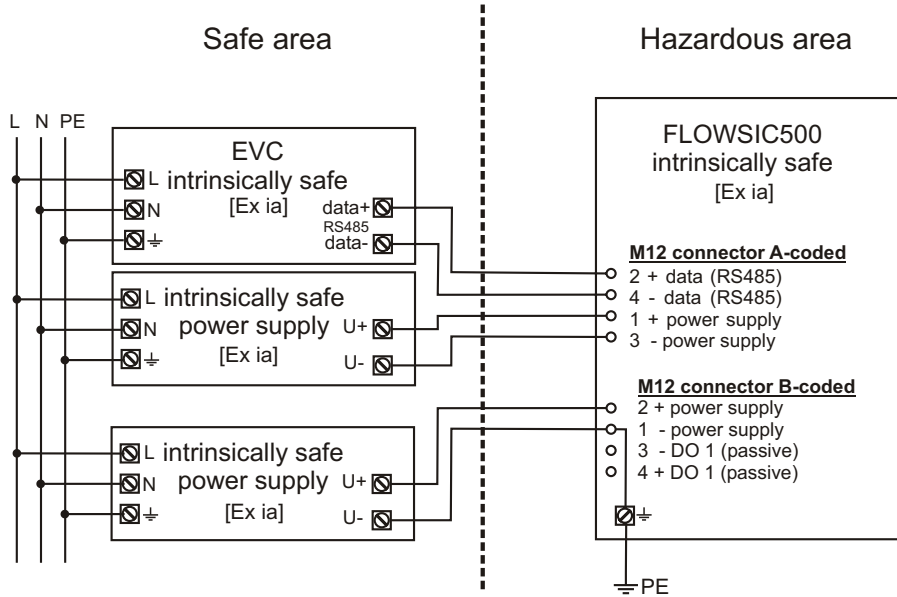 Safe area
Hazardous area
L N PE
EVC
intrinsically safe
[Ex ia]
L
N
data+
RS485
data-
L
intrinsically safe
N
power supply
[Ex ia]
U+
U-
L
intrinsically safe
N
power supply
[Ex ia]
U+
U-
FLOWSIC500
intrinsically safe
[Ex ia]
M12 connector A-coded
2 + data (RS485)
4 - data (RS485)
1 + power supply
3 - power supply
M12 connector B-coded
2 + power supply
1 - power supply
3 - DO 1 (passive)
4 + DO 1 (passive)
PE